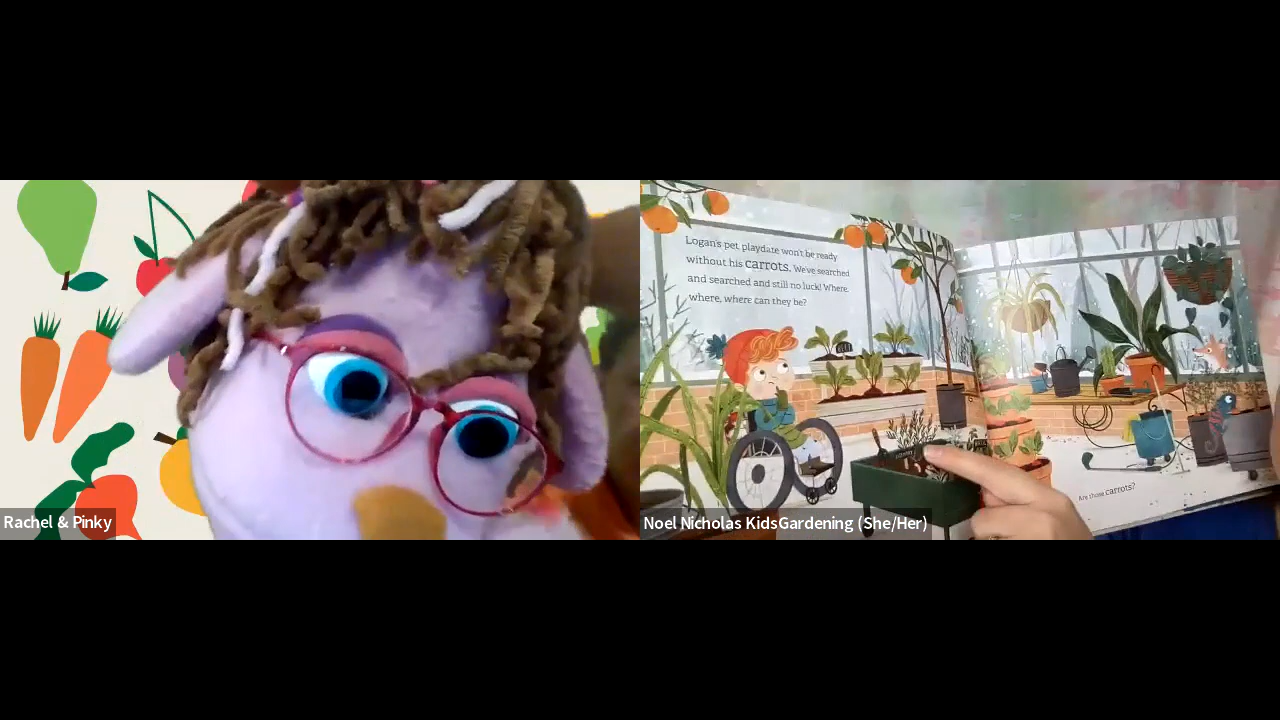 Logan's pet playdate won't be ready
without his carrots. We've searched
and searched and still no luck! Where,
where, where can they be?
Are those carrots?
Rachel & Pinky
Noel Nicholas KidsGardening (She/Her)